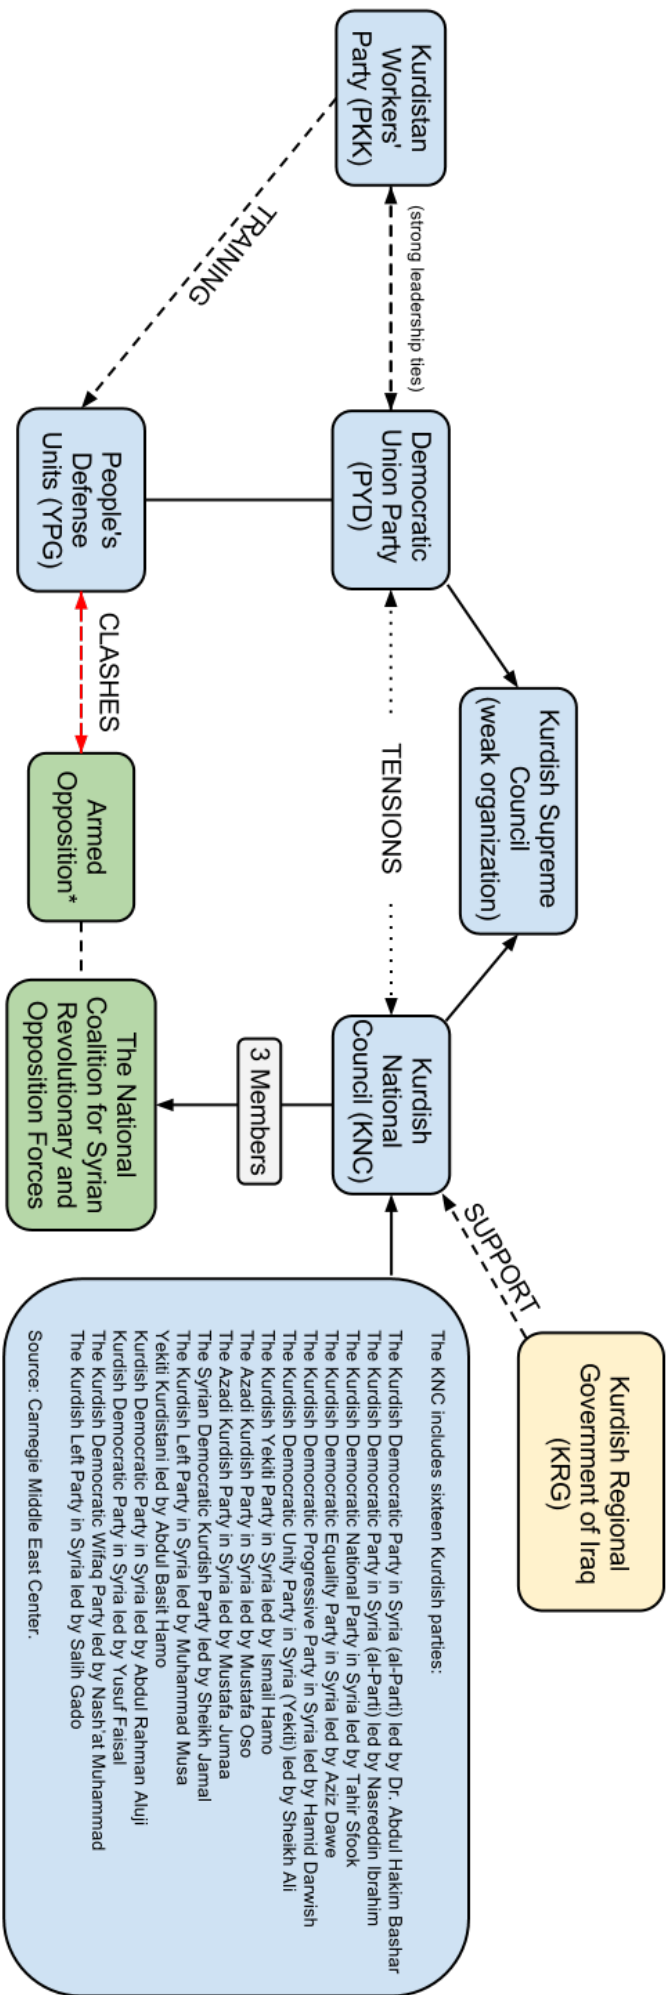 Kurdish Regional
Government of Iraq
(KRG)
SUPPORT
Kurdish Supreme
Council
(weak organization)
Kurdistan
Workers'
Party (PKK)
(strong leadership ties)
Democratic
Union Party
(PYD)
TENSIONS
Kurdish
National
Council (KNC)
TRAINING
3 Members
People's
Defense
Units (YPG)
CLASHES
Armed
Opposition*
The National
Coalition for Syrian
Revolutionary and
Opposition Forces
The KNC includes sixteen Kurdish parties:
The Kurdish Democratic Party in Syria (al-Parti) led by Dr. Abdul Hakim Bashar
The Kurdish Democratic Party in Syria (al-Parti) led by Nasreddin Ibrahim
The Kurdish Democratic National Party in Syria led by Tahir Sfook
The Kurdish Democratic Equality Party in Syria led by Aziz Dawe
The Kurdish Democratic Progressive Party in Syria led by Hamid Darwish
The Kurdish Democratic Unity Party in Syria (Yekiti) led by Sheikh Ali
The Kurdish Yekiti Party in Syria led by Ismail Hamo
The Azadi Kurdish Party in Syria led by Mustafa Oso
The Azadi Kurdish Party in Syria led by Mustafa Jumaa
The Syrian Democratic Kurdish Party led by Sheikh Jamal
The Kurdish Left Party in Syria led by Muhammad Musa
Yekiti Kurdistani led by Abdul Basit Hamo
Kurdish Democratic Party in Syria led by Abdul Rahman Aluji
Kurdish Democratic Party in Syria led by Yusuf Faisal
The Kurdish Democratic Wifaq Party led by Nash'at Muhammad
The Kurdish Left Party in Syria led by Salih Gado
Source: Carnegie Middle East Center.